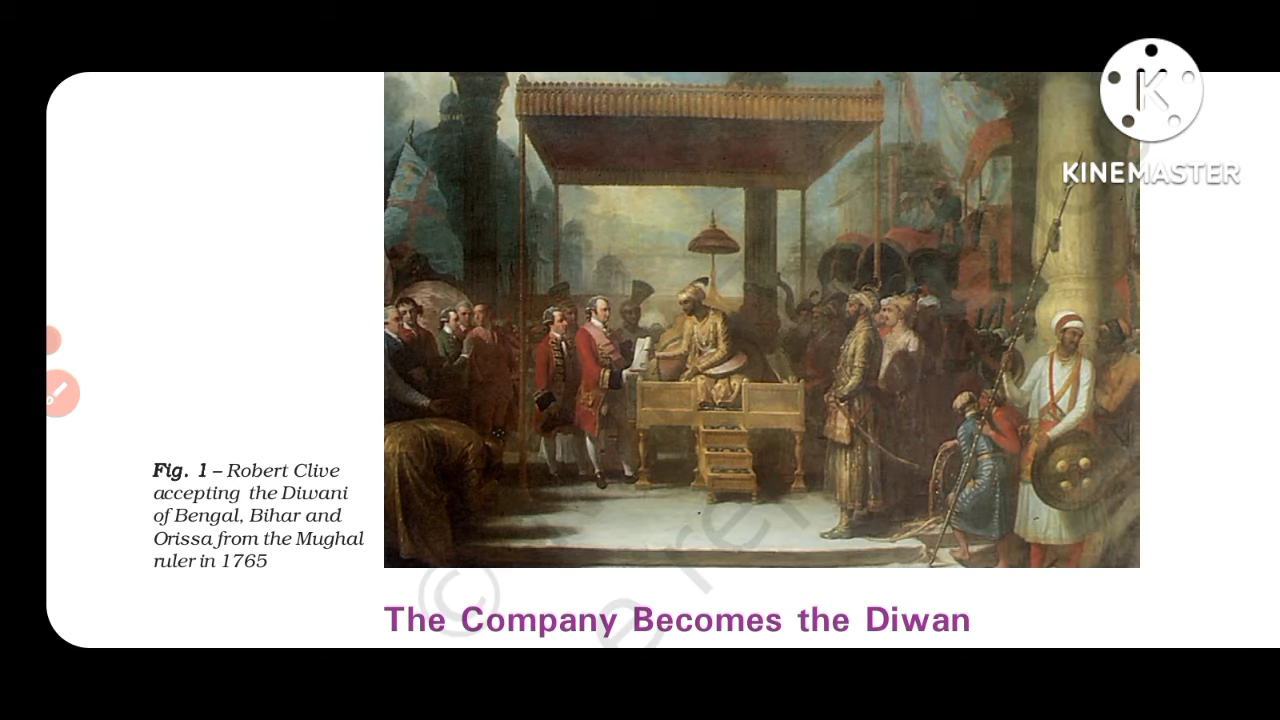 KINEMASTER
Fig. 1 – Robert Clive
accepting the Diwani
of Bengal, Bihar and
Orissa from the Mughal
ruler in 1765
The Company Becomes the Diwan